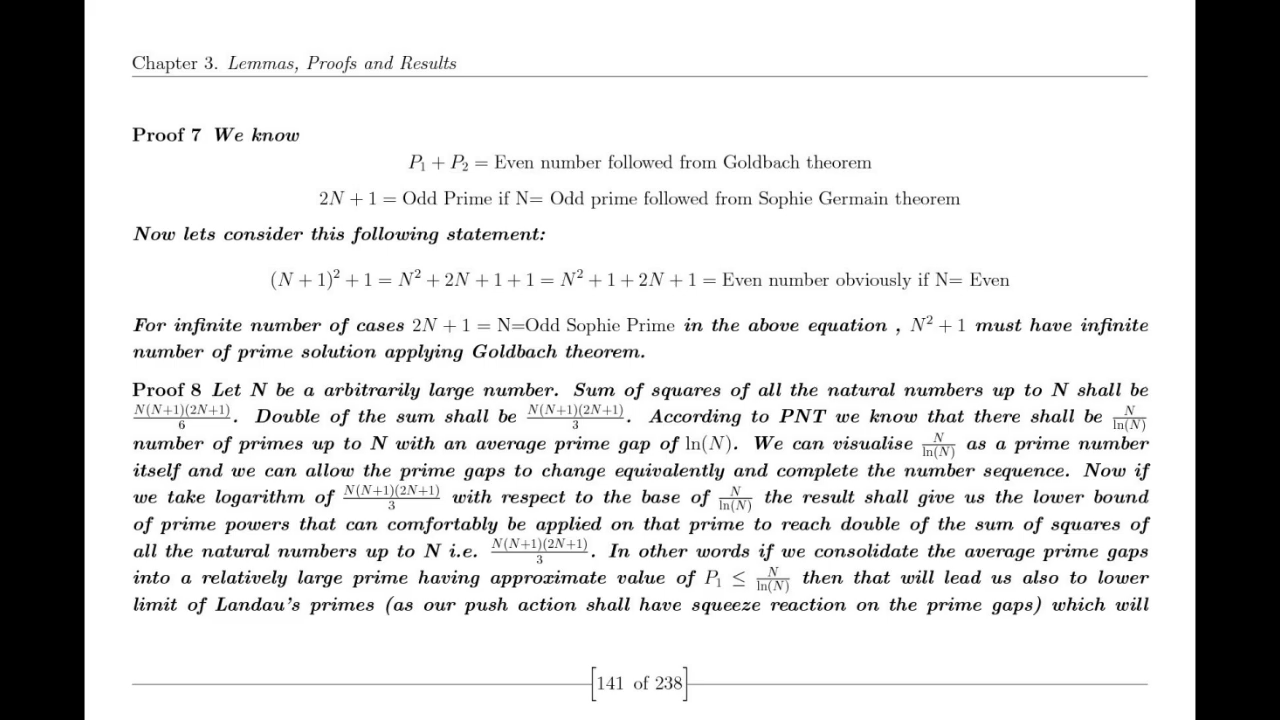 Chapter 3. Lemmas, Proofs and Results
Proof 7 We know
P₁ + P₂ = Even number followed from Goldbach theorem
2N + 1 = Odd Prime if N= Odd prime followed from Sophie Germain theorem
Now lets consider this following statement:
(N + 1)² + 1 = N² + 2N + 1 + 1 = N² + 1 + 2N + 1 = Even number obviously if N= Even
For infinite number of cases 2N + 1 = N=Odd Sophie Prime in the above equation , N² + 1 must have infinite
number of prime solution applying Goldbach theorem.
Proof 8 Let N be a arbitrarily large number. Sum of squares of all the natural numbers up to N shall be
N(N+1)(2N+1)/6. Double of the sum shall be N(N+1)(2N+1)/3. According to PNT we know that there shall be N/ln(N)
number of primes up to N with an average prime gap of ln(N). We can visualise N/ln(N) as a prime number
itself and we can allow the prime gaps to change equivalently and complete the number sequence. Now if
we take logarithm of N(N+1)(2N+1)/3 with respect to the base of N/ln(N) the result shall give us the lower bound
of prime powers that can comfortably be applied on that prime to reach double of the sum of squares of
all the natural numbers up to N i.e. N(N+1)(2N+1)/3. In other words if we consolidate the average prime gaps
into a relatively large prime having approximate value of P₁ ≤ N/ln(N) then that will lead us also to lower
limit of Landau's primes (as our push action shall have squeeze reaction on the prime gaps) which will
[141 of 238]